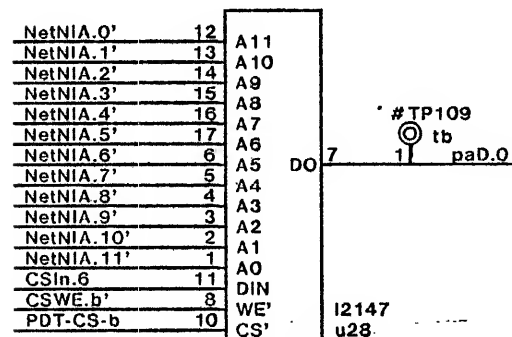 NetNIA.0' 12 A11
NetNIA.1' 13 A10
NetNIA.2' 14 A9
NetNIA.3' 15 A8
NetNIA.4' 16 A7
NetNIA.5' 17 A6
NetNIA.6' 6 A5
NetNIA.7' 5 A4
NetNIA.8' 4 A3
NetNIA.9' 3 A2
NetNIA.10' 2 A1
NetNIA.11' 1 A0
CSIn.6 11 DIN
CSWE.b' 8 WE'
PDT-CS-b 10 CS'
#TP109
tb
DO 7 1 paD.0
I2147
u28